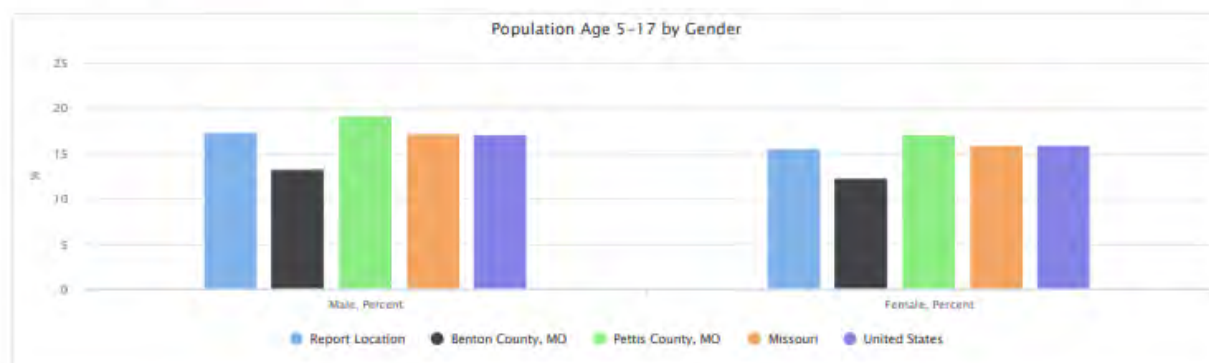 Population Age 5-17 by Gender
25
20
15
%
10
5
0
Male, Percent Female, Percent
Report Location Benton County, MO Pettis County, MO Missouri United States